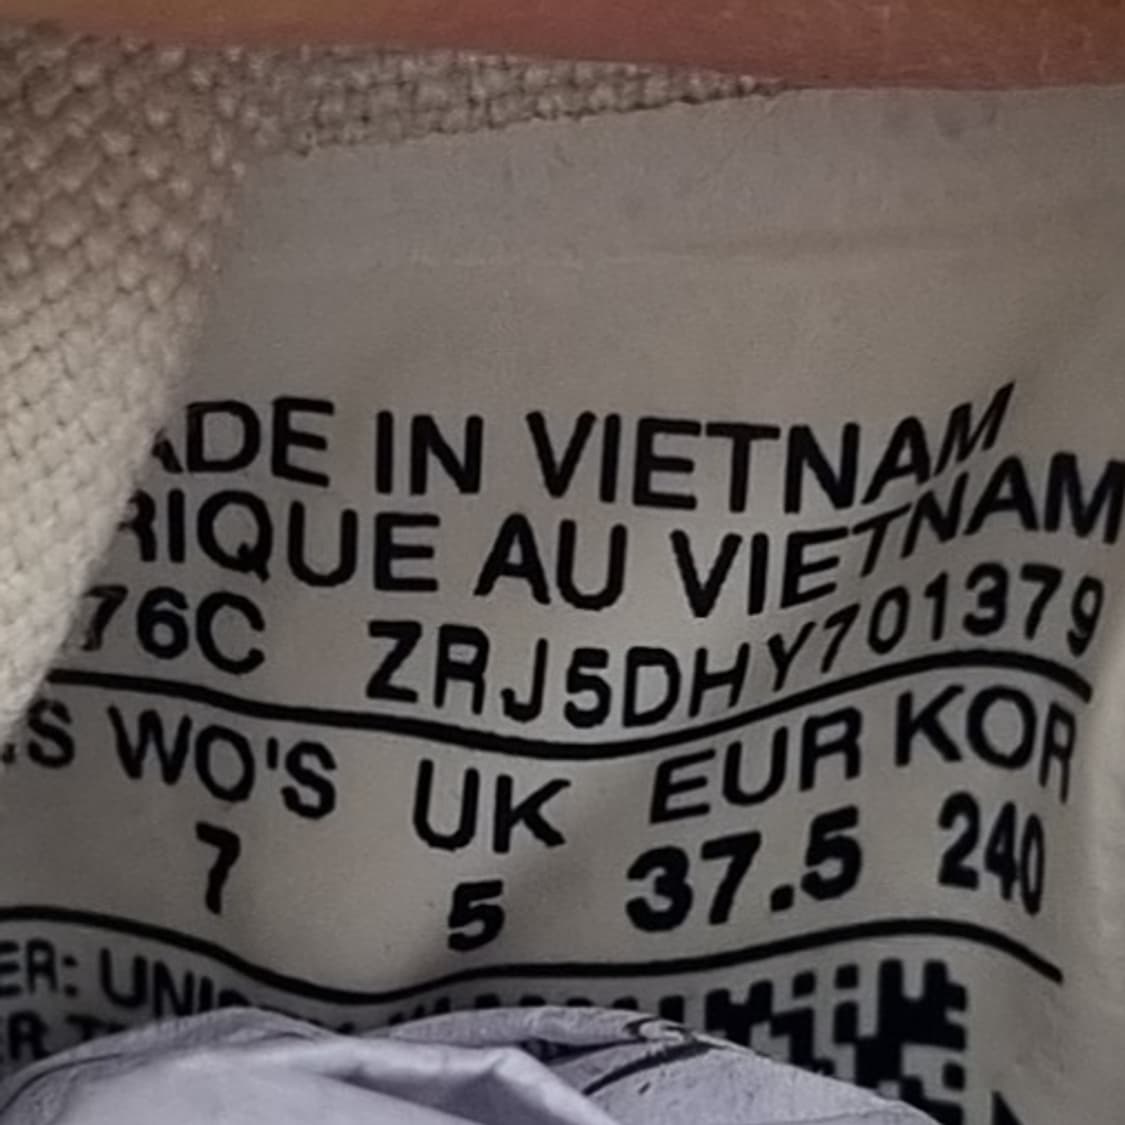 ADE IN VIETNAM
RIQUE AU VIETNAM
76C ZRJ5DHY701379
S WO'S UK EUR KOR
7 5 37.5 240
ER: UNI
ER